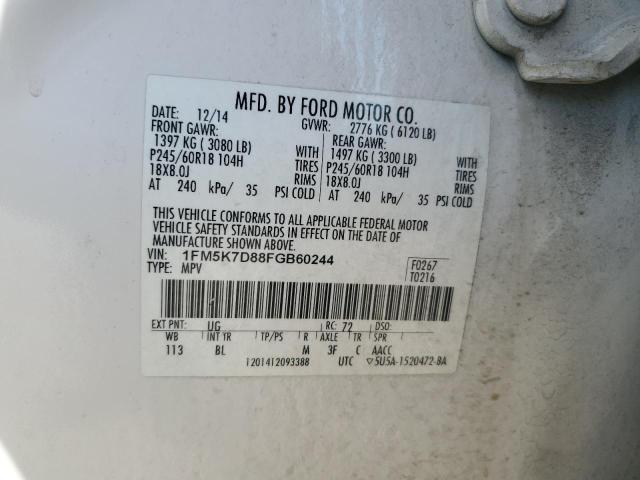 MFD. BY FORD MOTOR CO.
DATE: 12/14 GVWR: 2776 KG ( 6120 LB)
FRONT GAWR: REAR GAWR:
1397 KG ( 3080 LB) WITH 1497 KG ( 3300 LB) WITH
P245/60R18 104H TIRES P245/60R18 104H TIRES
18X8.0J RIMS 18X8.0J RIMS
AT 240 kPa/ 35 PSI COLD AT 240 kPa/ 35 PSI COLD
THIS VEHICLE CONFORMS TO ALL APPLICABLE FEDERAL MOTOR
VEHICLE SAFETY STANDARDS IN EFFECT ON THE DATE OF
MANUFACTURE SHOWN ABOVE.
VIN: 1FM5K7D88FGB60244 F0267
TYPE: MPV T0216
EXT PNT: UG RC: 72 DSO:
WB INT YR TP/PS R AXLE TR SPR
113 BL M 3F C AACC
1201412093388 UTC ▽5U5A-1520472-BA